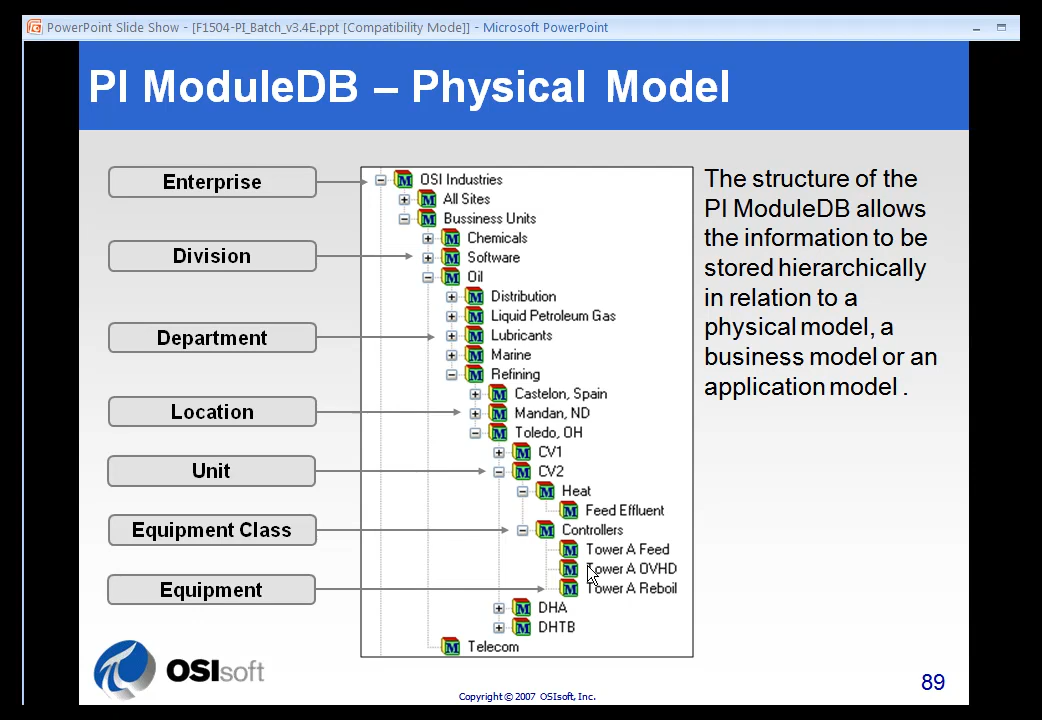 PowerPoint Slide Show - [F1504-PI_Batch_v3.4E.ppt [Compatibility Mode]] - Microsoft PowerPoint
PI ModuleDB – Physical Model
Enterprise
Division
Department
Location
Unit
Equipment Class
Equipment
OSI Industries
All Sites
Bussiness Units
Chemicals
Software
Oil
Distribution
Liquid Petroleum Gas
Lubricants
Marine
Refining
Castelon, Spain
Mandan, ND
Toledo, OH
CV1
CV2
Heat
Feed Effluent
Controllers
Tower A Feed
Tower A OVHD
Tower A Reboil
DHA
DHTB
Telecom
The structure of the
PI ModuleDB allows
the information to be
stored hierarchically
in relation to a
physical model, a
business model or an
application model .
OSIsoft
Copyright © 2007 OSIsoft, Inc.
89